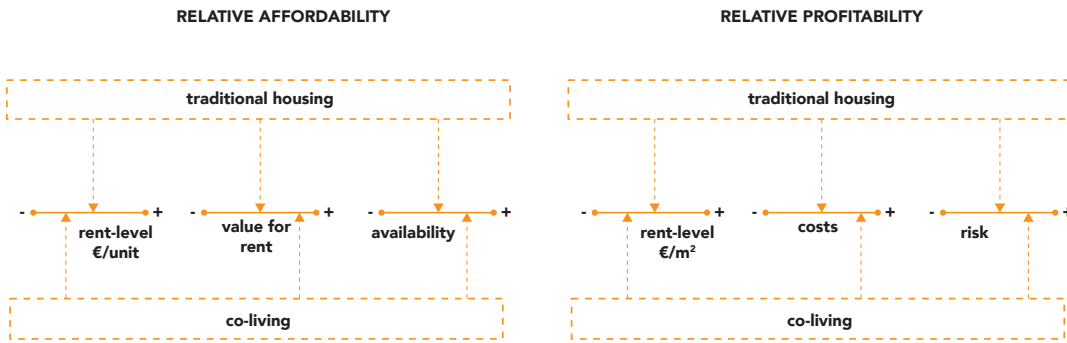 RELATIVE AFFORDABILITY
traditional housing
- +
- +
- +
rent-level
€/unit
value for
rent
availability
co-living
RELATIVE PROFITABILITY
traditional housing
- +
- +
- +
rent-level
€/m²
costs
risk
co-living